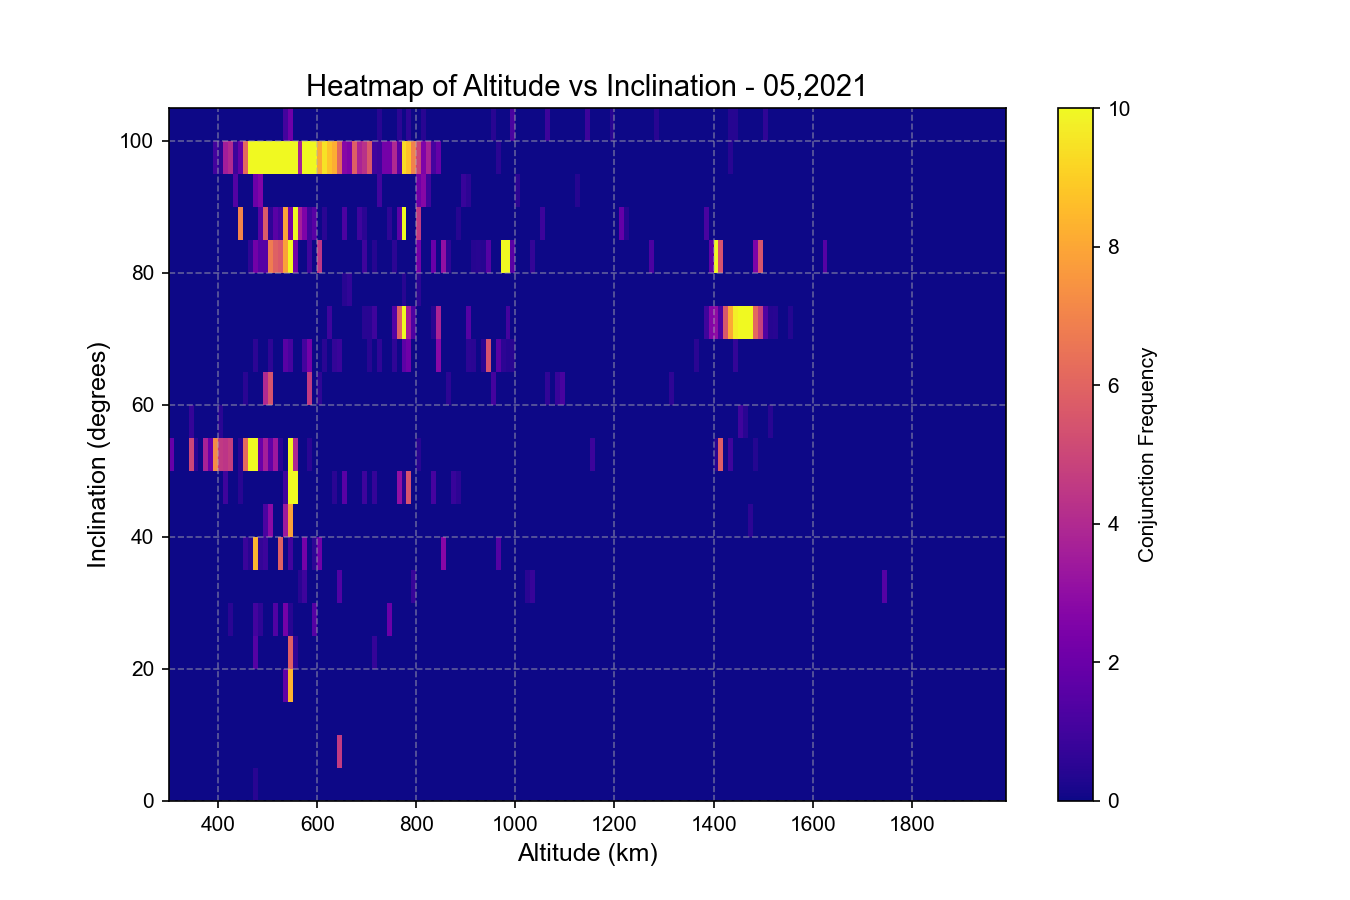 Heatmap of Altitude vs Inclination - 05,2021
Inclination (degrees)
100
80
60
40
20
0
400 600 800 1000 1200 1400 1600 1800
Altitude (km)
10
8
6
4
2
0
Conjunction Frequency